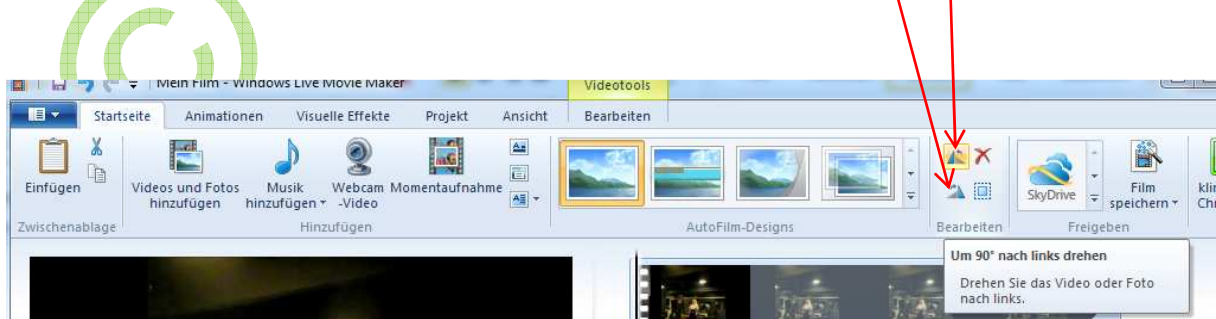 Mein Film - Windows Live Movie Maker
Videotools
Startseite Animationen Visuelle Effekte Projekt Ansicht Bearbeiten
Einfügen
Videos und Fotos hinzufügen
Musik hinzufügen
Webcam-Video
Momentaufnahme
SkyDrive
Film speichern
Zwischenablage Hinzufügen AutoFilm-Designs Bearbeiten Freigeben
Um 90° nach links drehen
Drehen Sie das Video oder Foto
nach links.